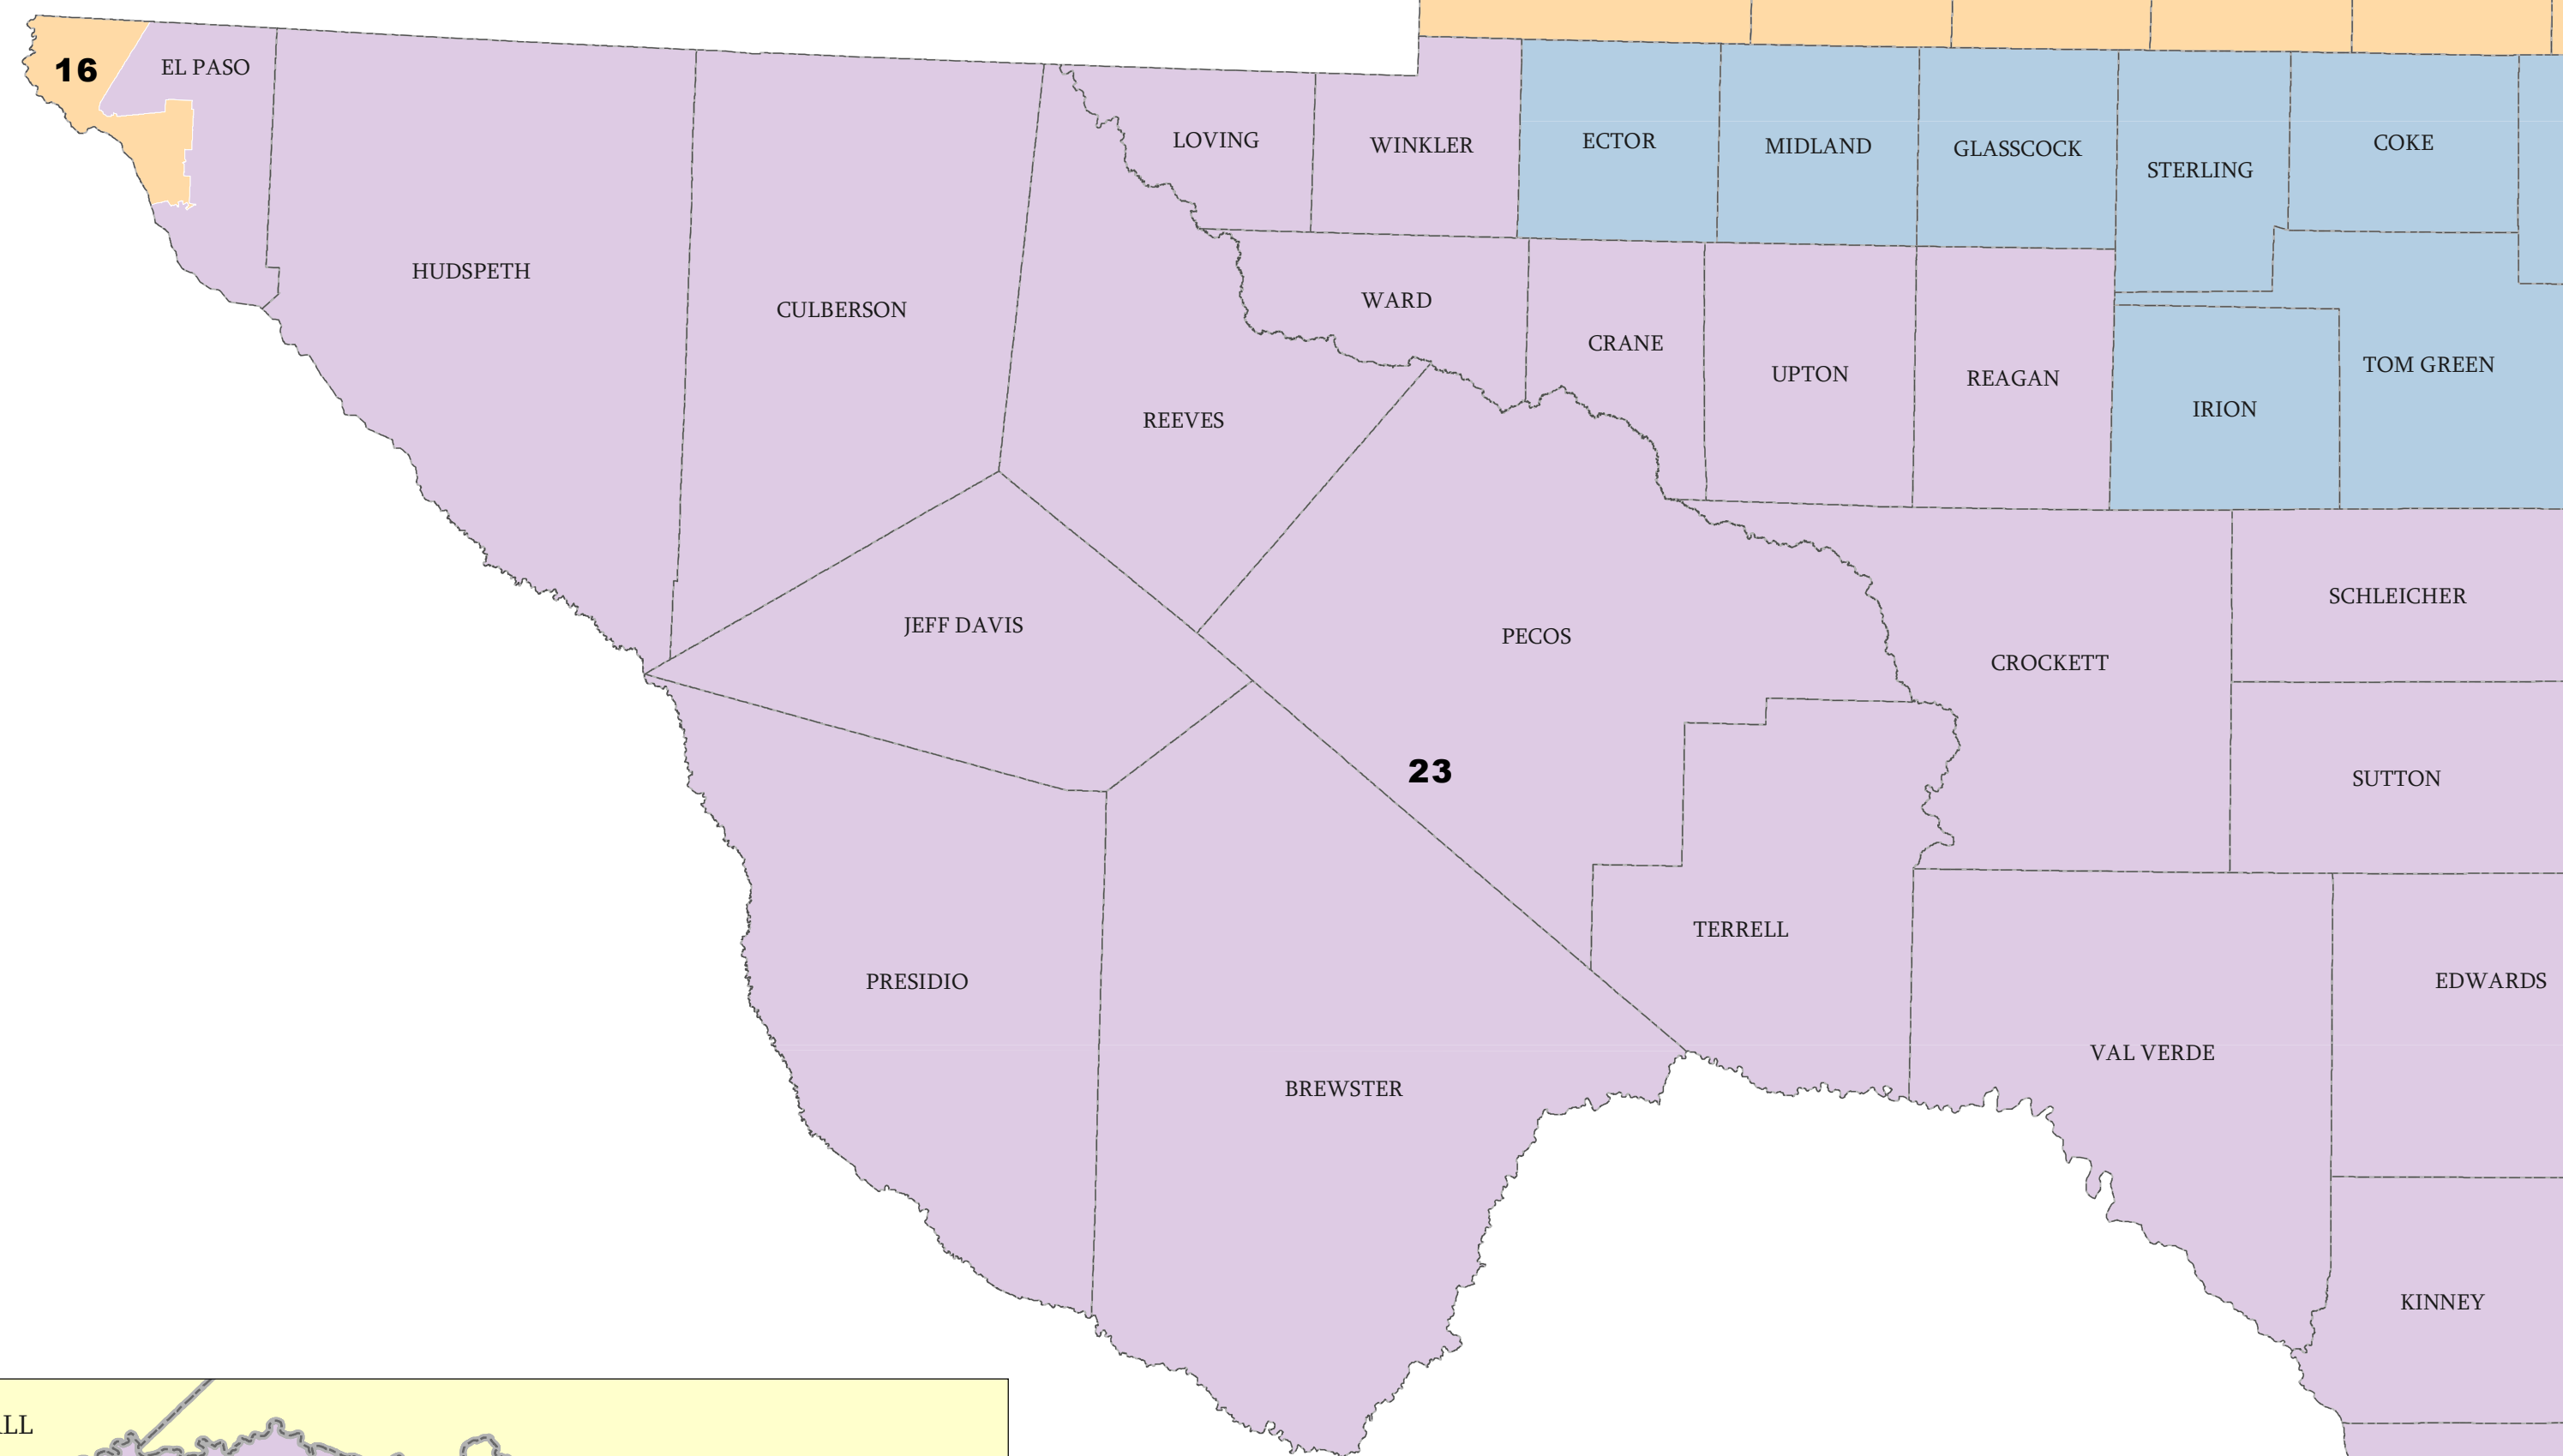 16
EL PASO
LOVING
WINKLER
ECTOR
MIDLAND
GLASSCOCK
STERLING
COKE
HUDSPETH
CULBERSON
WARD
CRANE
UPTON
REAGAN
IRION
TOM GREEN
REEVES
JEFF DAVIS
PECOS
CROCKETT
SCHLEICHER
23
SUTTON
PRESIDIO
TERRELL
EDWARDS
BREWSTER
VAL VERDE
KINNEY
LL